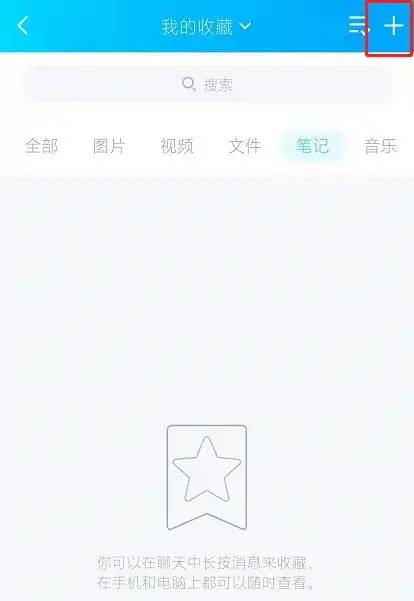 我的收藏
搜索
全部 图片 视频 文件 笔记 音乐
你可以在聊天中长按消息来收藏,
在手机和电脑上都可以随时查看。